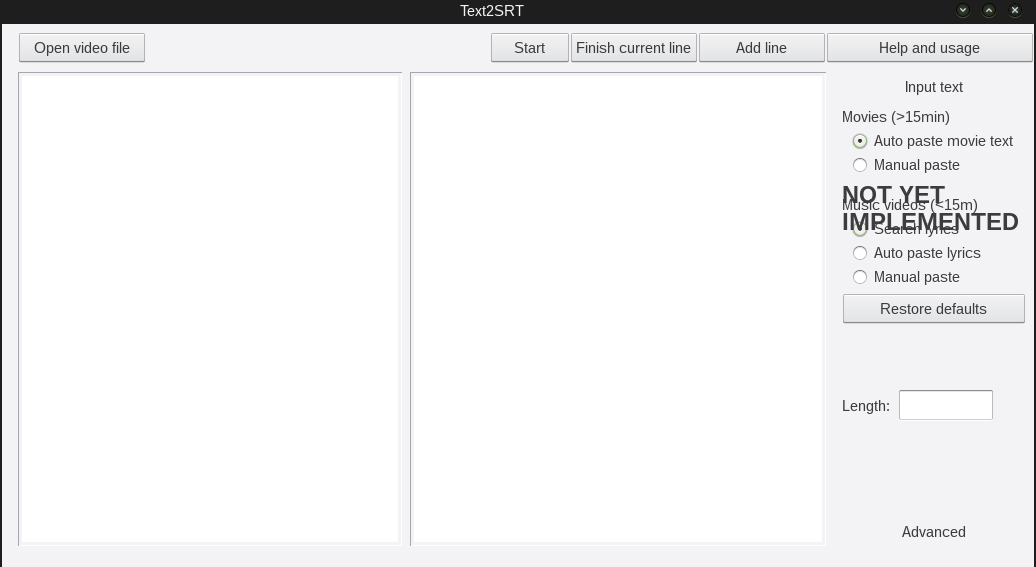 Text2SRT
Open video file
Start
Finish current line
Add line
Help and usage
Input text
Movies (>15min)
Auto paste movie text
Manual paste
NOT YET
Music videos (<15m)
IMPLEMENTED
Search lyrics
Auto paste lyrics
Manual paste
Restore defaults
Length:
Advanced